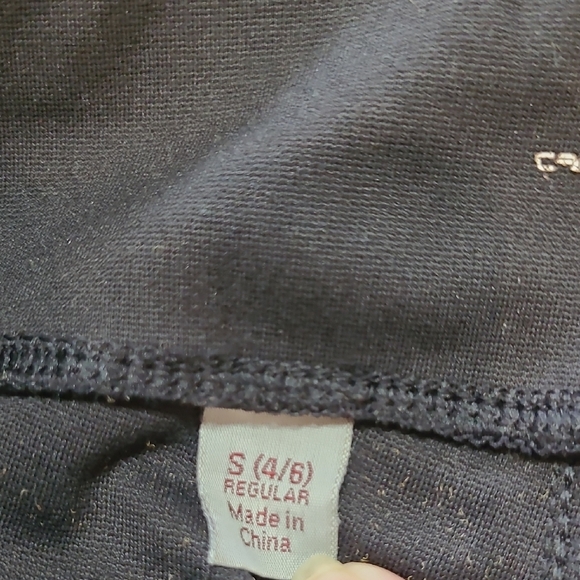 S (4/6)
REGULAR
Made in
China